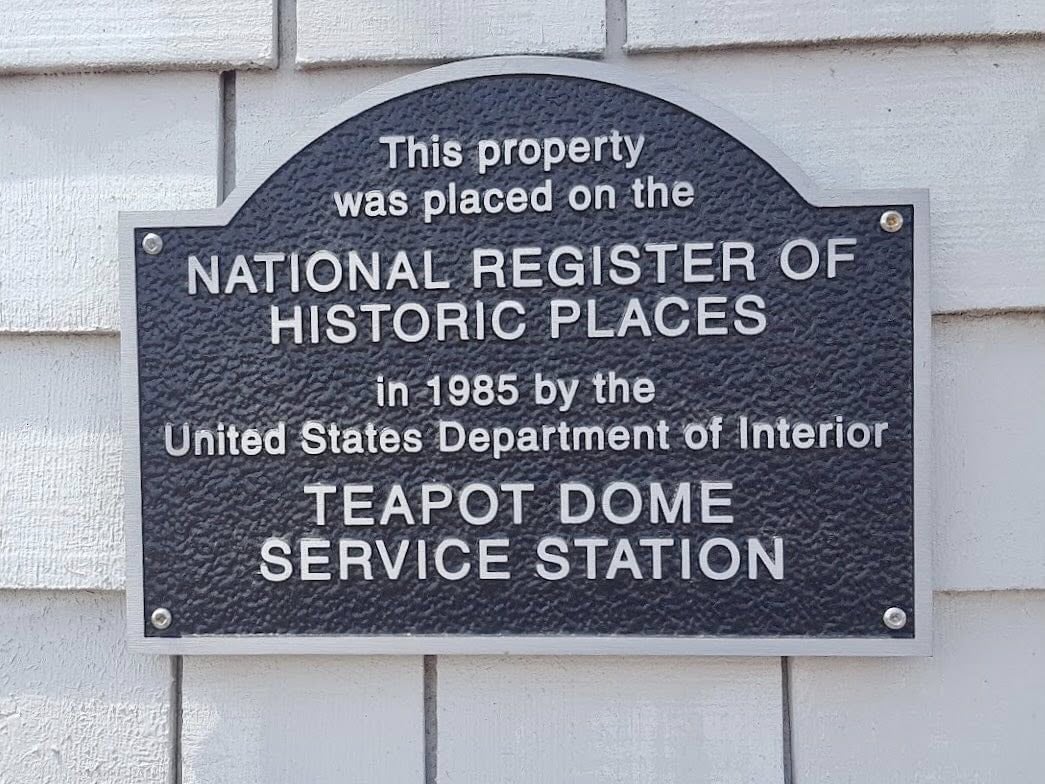 This property
was placed on the
NATIONAL REGISTER OF
HISTORIC PLACES
in 1985 by the
United States Department of Interior
TEAPOT DOME
SERVICE STATION